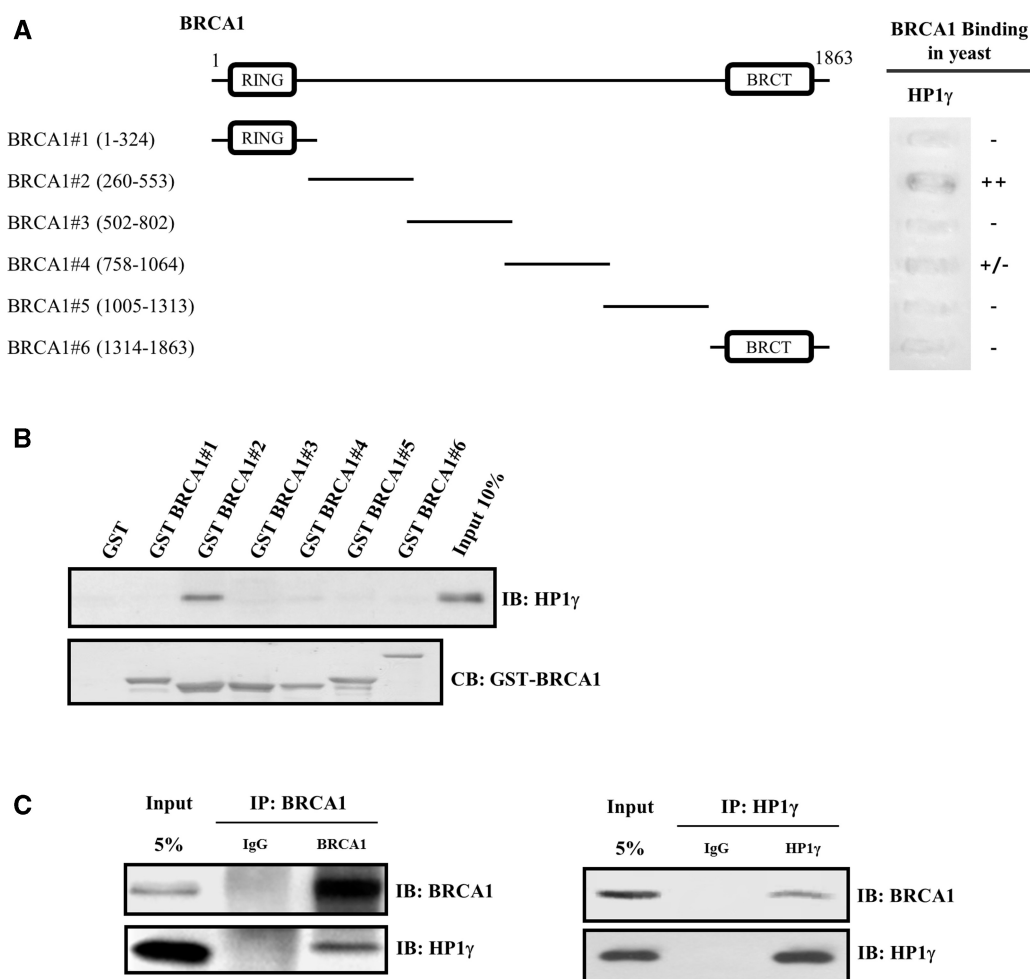 A
BRCA1
BRCA1 Binding
in yeast
1
1863
RING
BRCT
HP1γ
BRCA1#1 (1-324)
RING
-
BRCA1#2 (260-553)
++
BRCA1#3 (502-802)
-
BRCA1#4 (758-1064)
+/-
BRCA1#5 (1005-1313)
-
BRCA1#6 (1314-1863)
BRCT
-
B
GST
GST BRCA1#1
GST BRCA1#2
GST BRCA1#3
GST BRCA1#4
GST BRCA1#5
GST BRCA1#6
Input 10%
IB: HP1γ
CB: GST-BRCA1
C
Input
IP: BRCA1
5%
IgG
BRCA1
IB: BRCA1
IB: HP1γ
Input
IP: HP1γ
5%
IgG
HP1γ
IB: BRCA1
IB: HP1γ